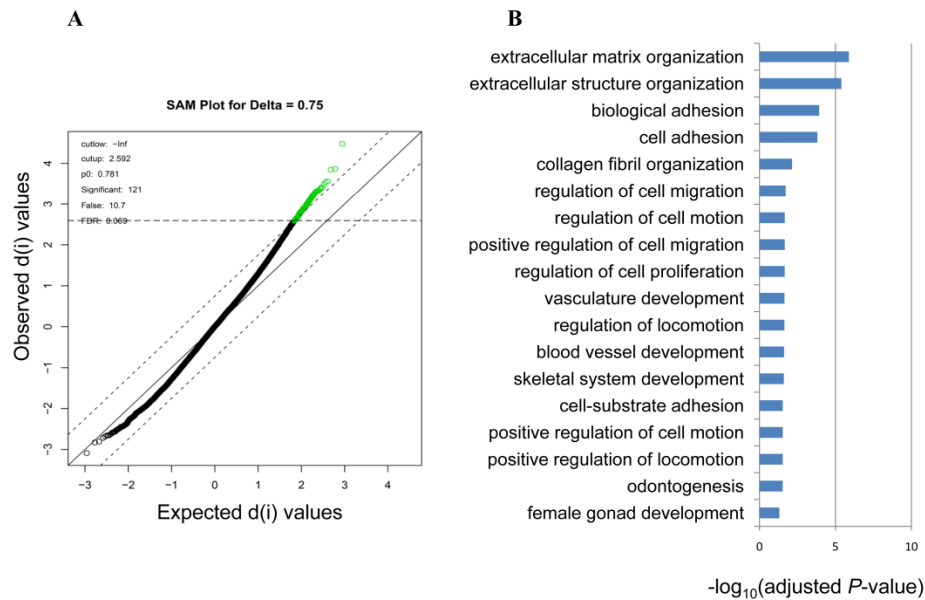 A
B
SAM Plot for Delta = 0.75
cutlow: −Inf
cutup: 2.592
p0: 0.781
Significant: 121
False: 10.7
FDR: 0.069
Observed d(i) values
4
3
2
1
0
−1
−2
−3
−3 −2 −1 0 1 2 3 4
Expected d(i) values
extracellular matrix organization
extracellular structure organization
biological adhesion
cell adhesion
collagen fibril organization
regulation of cell migration
regulation of cell motion
positive regulation of cell migration
regulation of cell proliferation
vasculature development
regulation of locomotion
blood vessel development
skeletal system development
cell-substrate adhesion
positive regulation of cell motion
positive regulation of locomotion
odontogenesis
female gonad development
0 5 10
-log10(adjusted P-value)